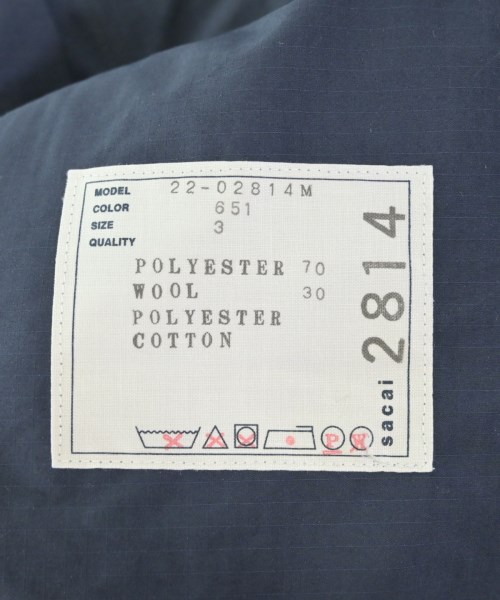 MODEL 22-02814M
COLOR 651
SIZE 3
QUALITY
POLYESTER 70
WOOL 30
POLYESTER
COTTON
P W
sacai 2814